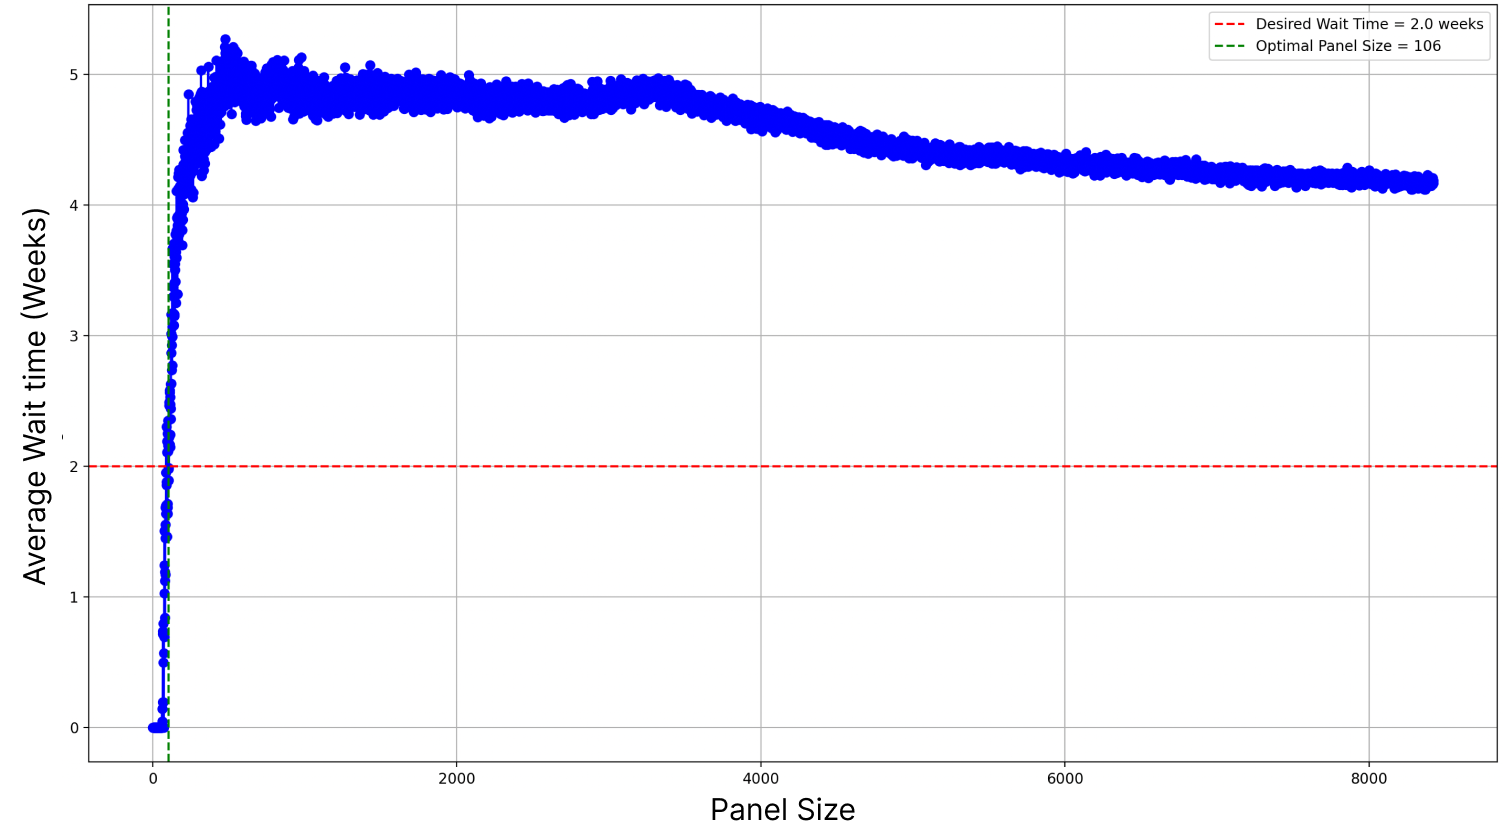 Desired Wait Time = 2.0 weeks
Optimal Panel Size = 106
Average Wait time (Weeks)
5
4
3
2
1
0
0 2000 4000 6000 8000
Panel Size